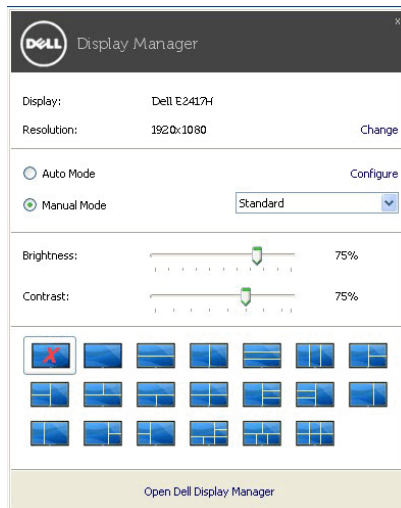 x
DELL Display Manager
Display: Dell E2417H
Resolution: 1920x1080 Change
Auto Mode Configure
Manual Mode Standard
Brightness: 75%
Contrast: 75%
Open Dell Display Manager